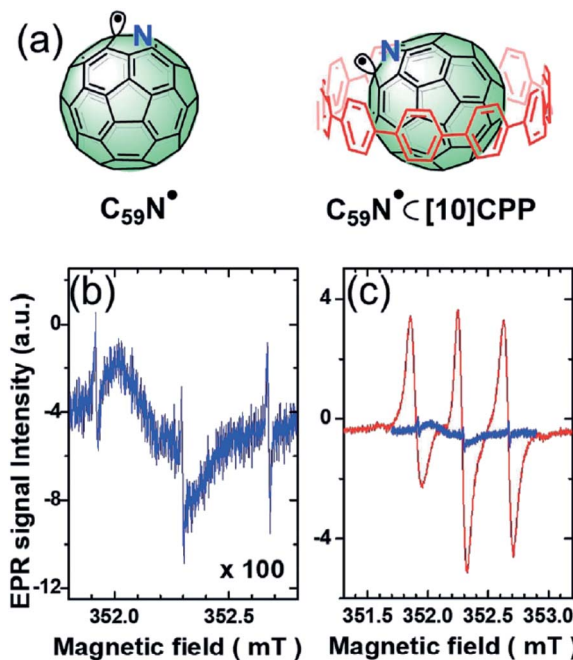 (a)
N
N
C₅₉N•
C₅₉N•⊂[10]CPP
(b)
(c)
EPR signal Intensity (a.u.)
0
-4
-8
-12
x 100
352.0
352.5
Magnetic field ( mT )
4
0
-4
351.5
352.0
352.5
353.0
Magnetic field ( mT )